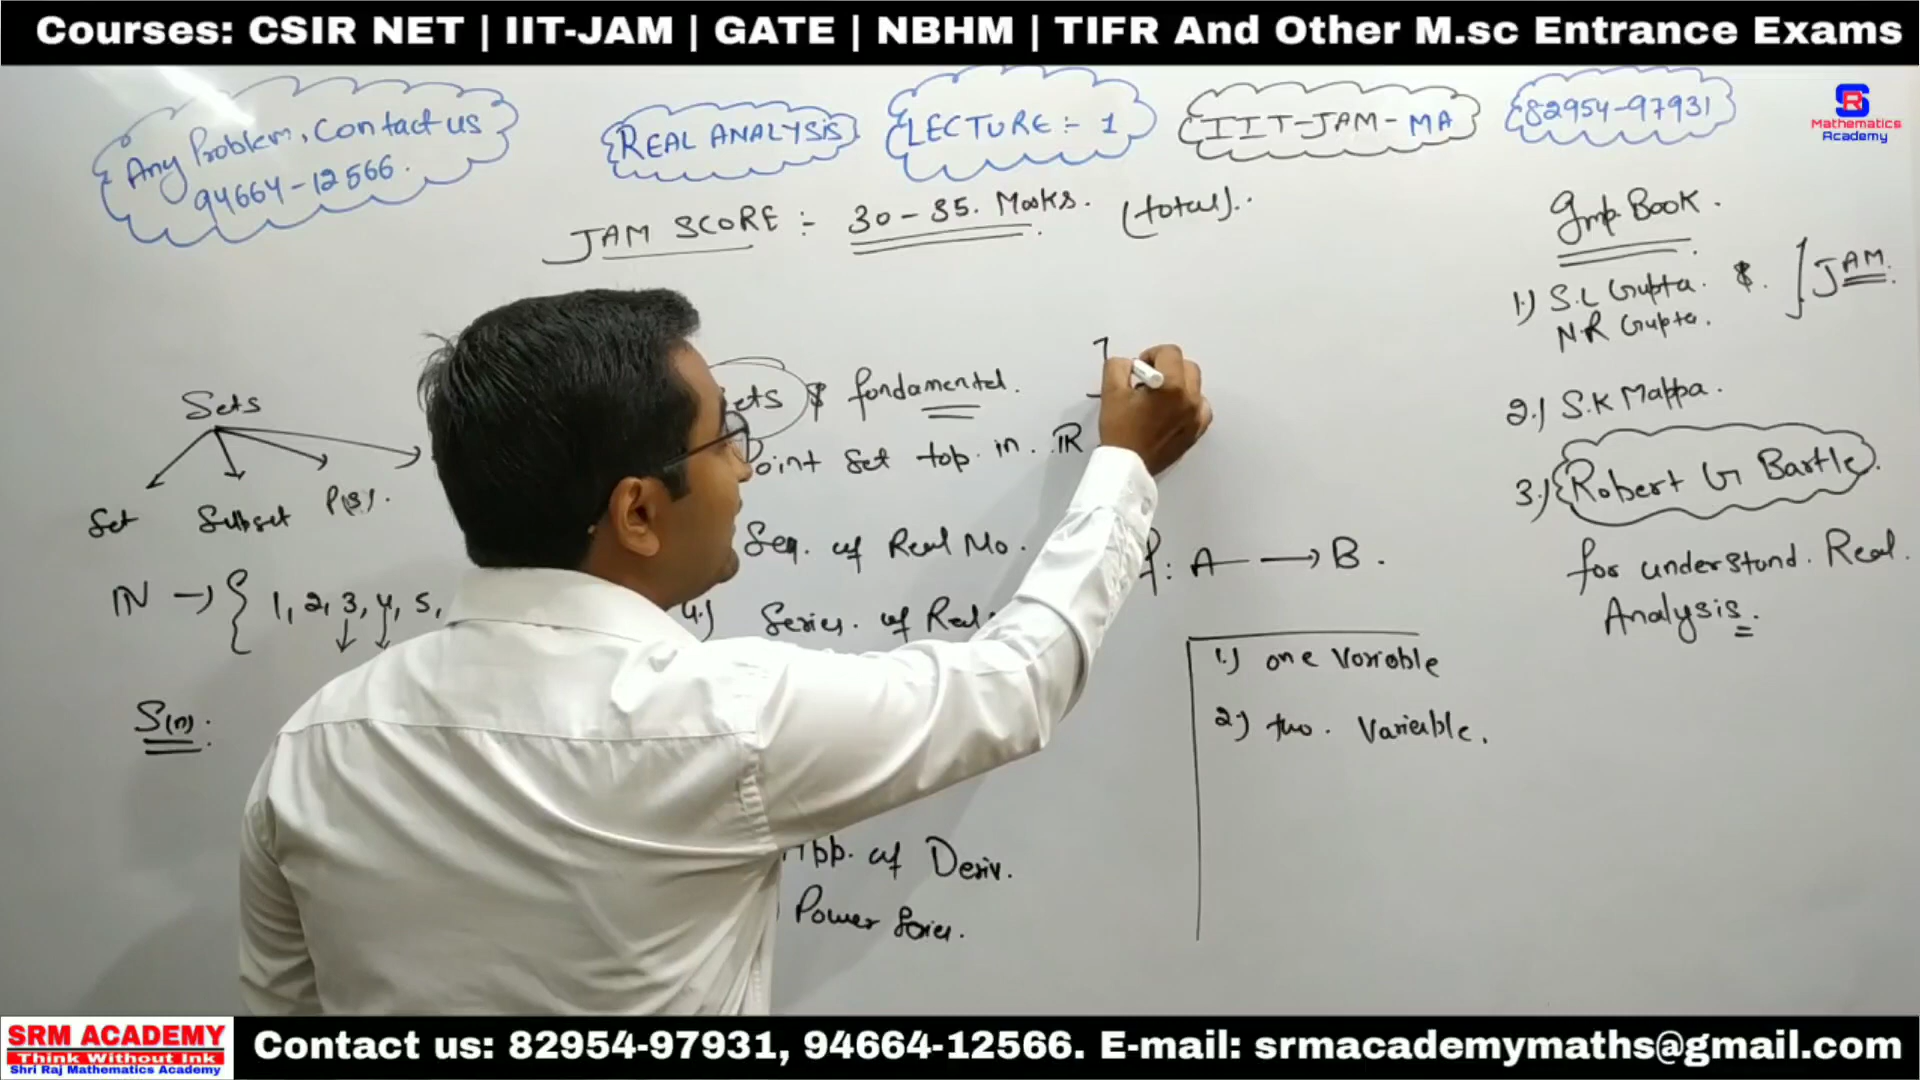 Courses: CSIR NET | IIT-JAM | GATE | NBHM | TIFR And Other M.sc Entrance Exams
Any Problem, Contact us
94664-12566.
REAL ANALYSIS
LECTURE :- 1
IIT-JAM-MA
82954-97931
SR
Mathematics
Academy
JAM SCORE :- 30-35. Marks. (total)..
Imp. Book.
1.) S.L Gupta. &.
N.R Gupta.
} JAM.
2.) S.K Mappa.
3.) Robert G Bartle.
for understand. Real.
Analysis.
Sets
Set Subset P(S).
IN → { 1, 2, 3, 4, 5,
S(n).
ets & fondamental.
oint Set top. in. IR
Seq. of Real No.
4.) Series. of Real
App. of Deriv.
Power Series.
f: A → B.
1.) one Variable
2.) two. Variable.
SRM ACADEMY
Think Without Ink
Shri Raj Mathematics Academy
Contact us: 82954-97931, 94664-12566. E-mail: srmacademymaths@gmail.com